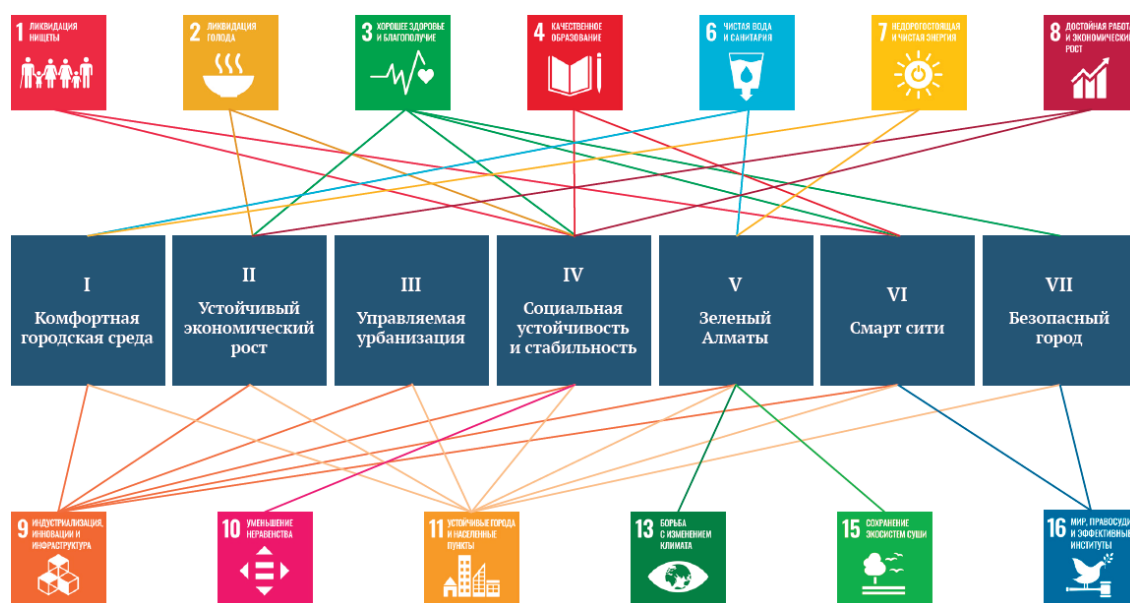 1 ЛИКВИДАЦИЯ
НИЩЕТЫ
2 ЛИКВИДАЦИЯ
ГОЛОДА
3 ХОРОШЕЕ ЗДОРОВЬЕ
И БЛАГОПОЛУЧИЕ
4 КАЧЕСТВЕННОЕ
ОБРАЗОВАНИЕ
6 ЧИСТАЯ ВОДА
И САНИТАРИЯ
7 НЕДОРОГОСТОЯЩАЯ
И ЧИСТАЯ ЭНЕРГИЯ
8 ДОСТОЙНАЯ РАБОТА
И ЭКОНОМИЧЕСКИЙ
РОСТ
I
Комфортная
городская среда
II
Устойчивый
экономический
рост
III
Управляемая
урбанизация
IV
Социальная
устойчивость
и стабильность
V
Зеленый
Алматы
VI
Смарт сити
VII
Безопасный
город
9 ИНДУСТРИАЛИЗАЦИЯ,
ИННОВАЦИИ И
ИНФРАСТРУКТУРА
10 УМЕНЬШЕНИЕ
НЕРАВЕНСТВА
11 УСТОЙЧИВЫЕ ГОРОДА
И НАСЕЛЕННЫЕ
ПУНКТЫ
13 БОРЬБА
С ИЗМЕНЕНИЕМ
КЛИМАТА
15 СОХРАНЕНИЕ
ЭКОСИСТЕМ СУШИ
16 МИР, ПРАВОСУДИ
И ЭФФЕКТИВНЫЕ
ИНСТИТУТЫ